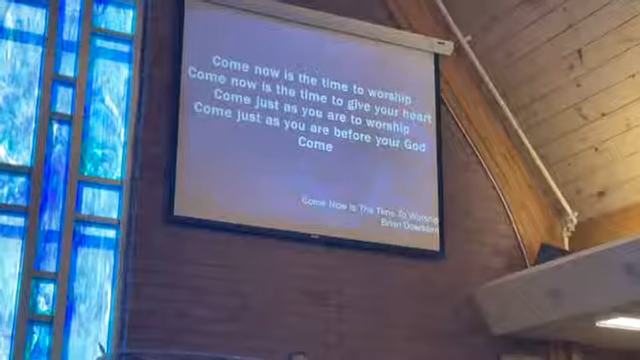 Come now is the time to worship
Come now is the time to give your heart
Come just as you are to worship
Come just as you are before your God
Come
Come Now Is The Time To Worship
Brian Doerksen